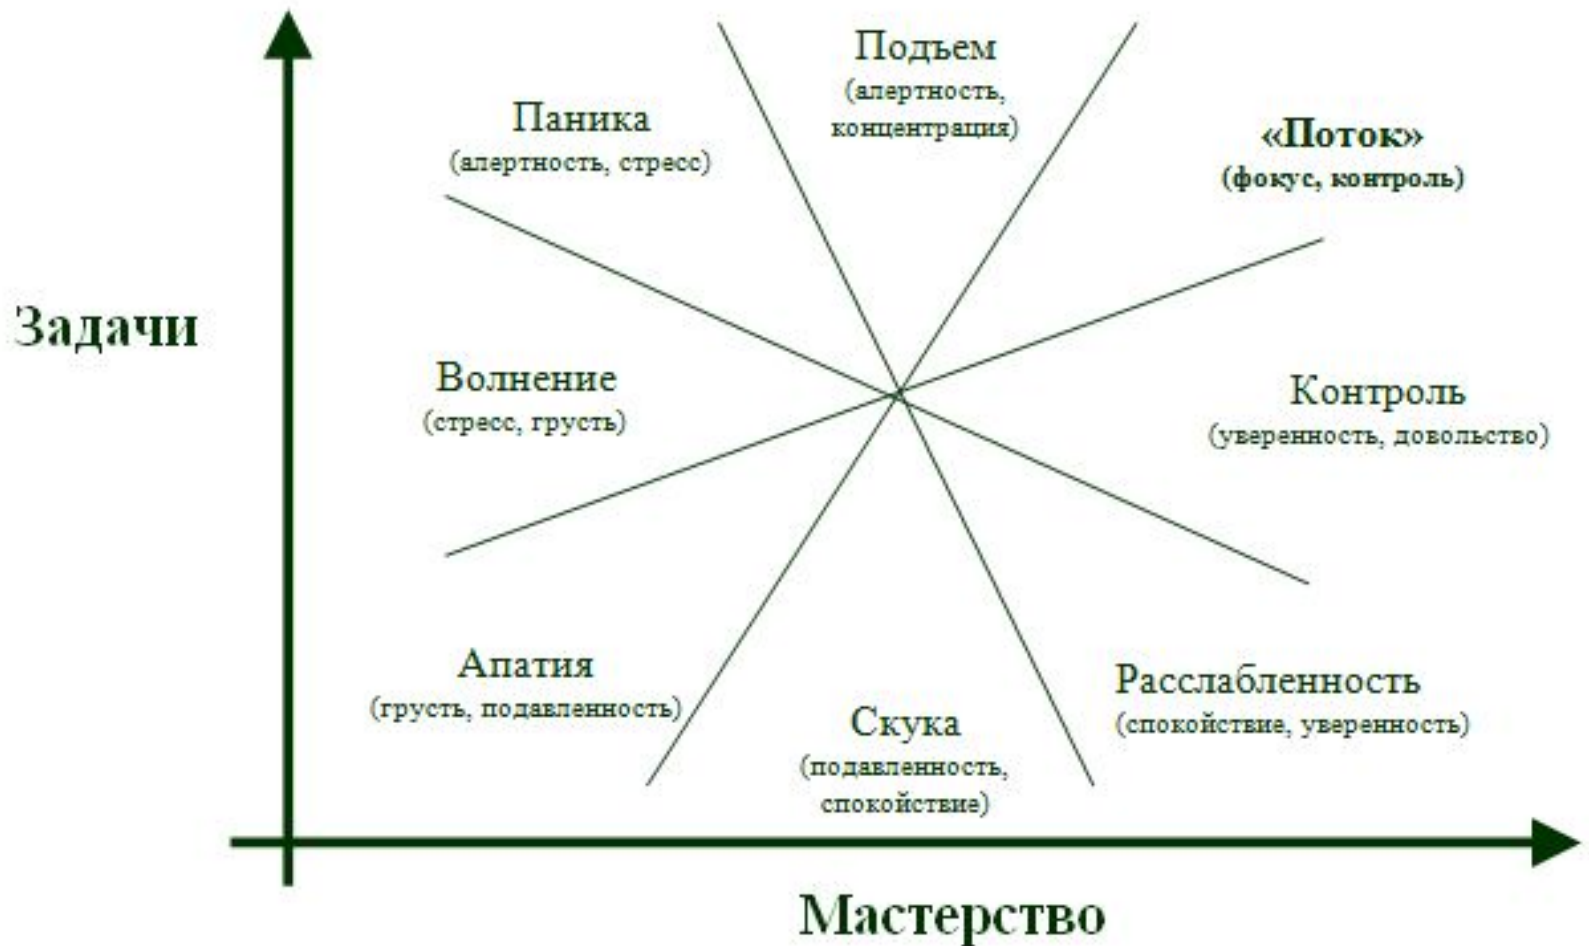 Подъем
(алертность,
концентрация)
Паника
(алертность, стресс)
«Поток»
(фокус, контроль)
Задачи
Волнение
(стресс, грусть)
Контроль
(уверенность, довольство)
Апатия
(грусть, подавленность)
Скука
(подавленность,
спокойствие)
Расслабленность
(спокойствие, уверенность)
Мастерство